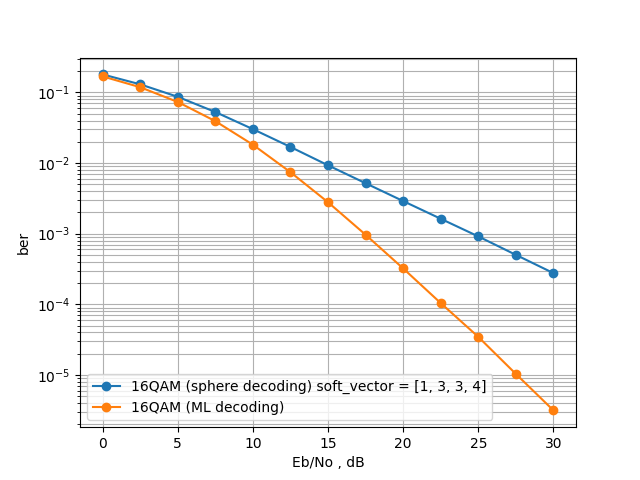 10⁻¹
10⁻²
10⁻³
10⁻⁴
10⁻⁵
ber
16QAM (sphere decoding) soft_vector = [1, 3, 3, 4]
16QAM (ML decoding)
0 5 10 15 20 25 30
Eb/No , dB